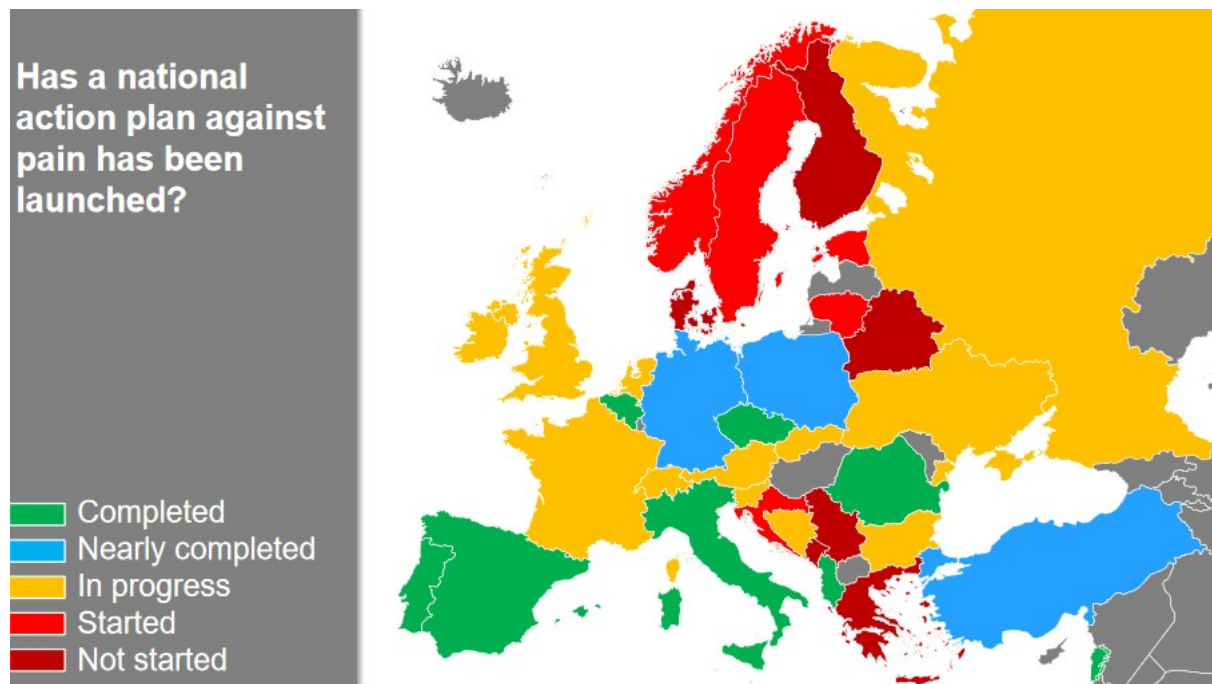 Has a national
action plan against
pain has been
launched?
Completed
Nearly completed
In progress
Started
Not started